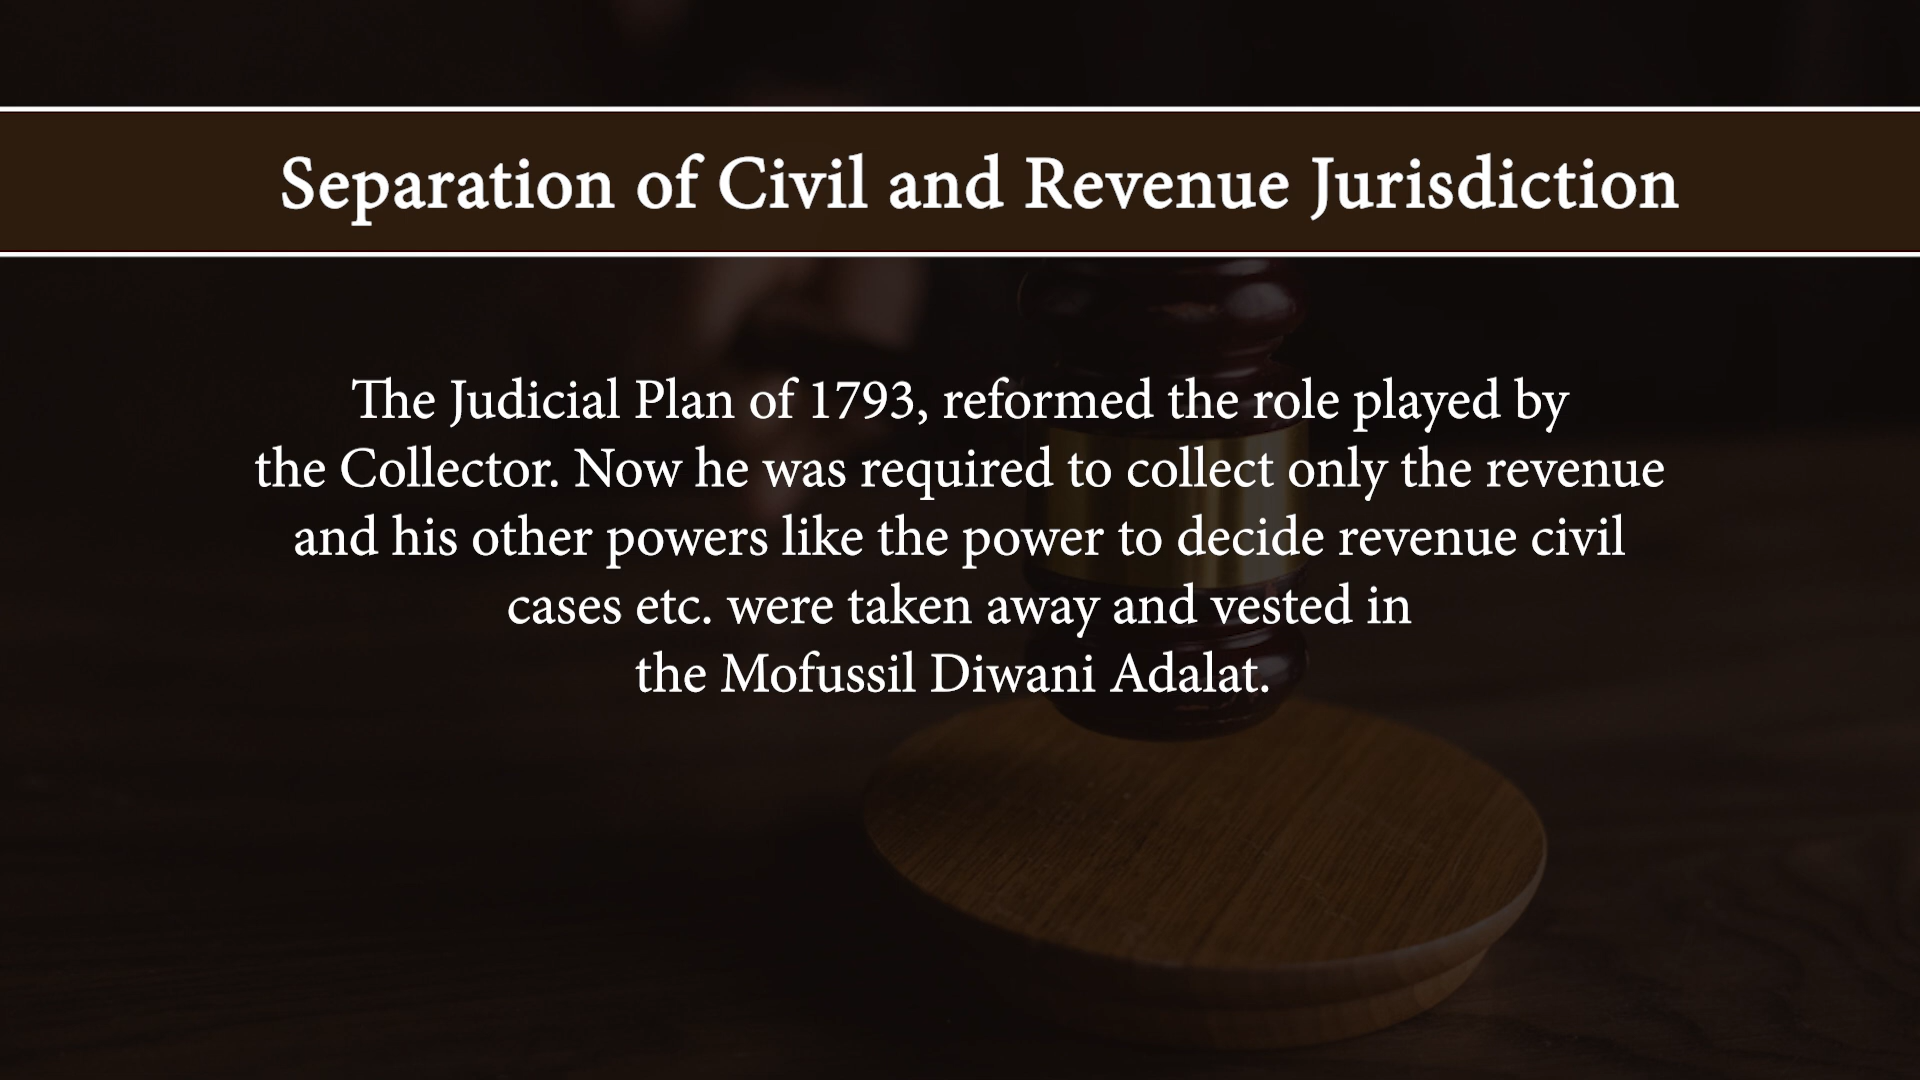 Separation of Civil and Revenue Jurisdiction
The Judicial Plan of 1793, reformed the role played by
the Collector. Now he was required to collect only the revenue
and his other powers like the power to decide revenue civil
cases etc. were taken away and vested in
the Mofussil Diwani Adalat.